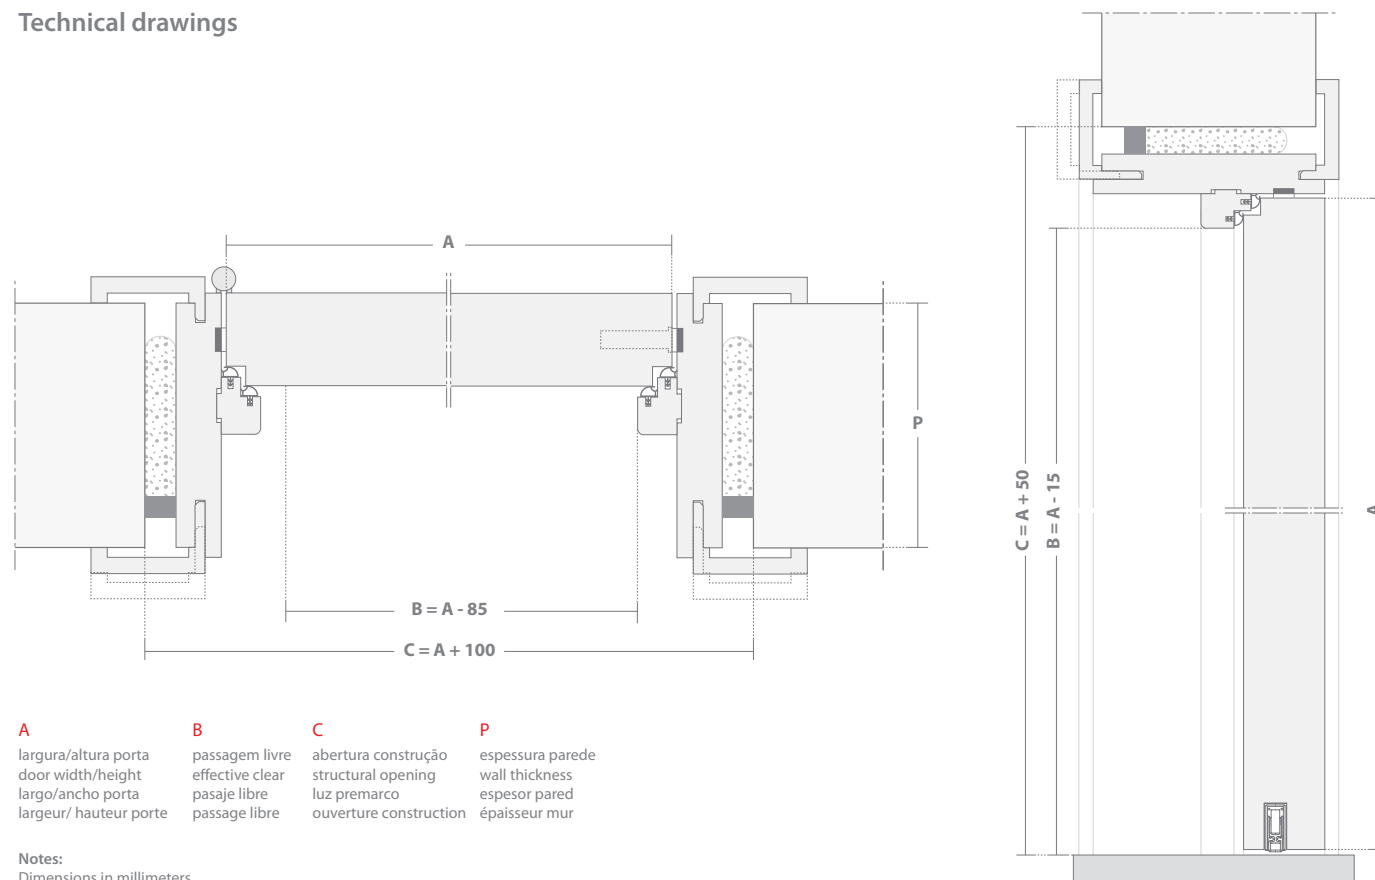 Technical drawings
A
P
B = A - 85
C = A + 100
C = A + 50
B = A - 15
A
A
largura/altura porta
door width/height
largo/ancho porta
largeur/ hauteur porte
B
passagem livre
effective clear
pasaje libre
passage libre
C
abertura construção
structural opening
luz premarco
ouverture construction
P
espessura parede
wall thickness
espesor pared
épaisseur mur
Notes:
Dimensions in millimeters